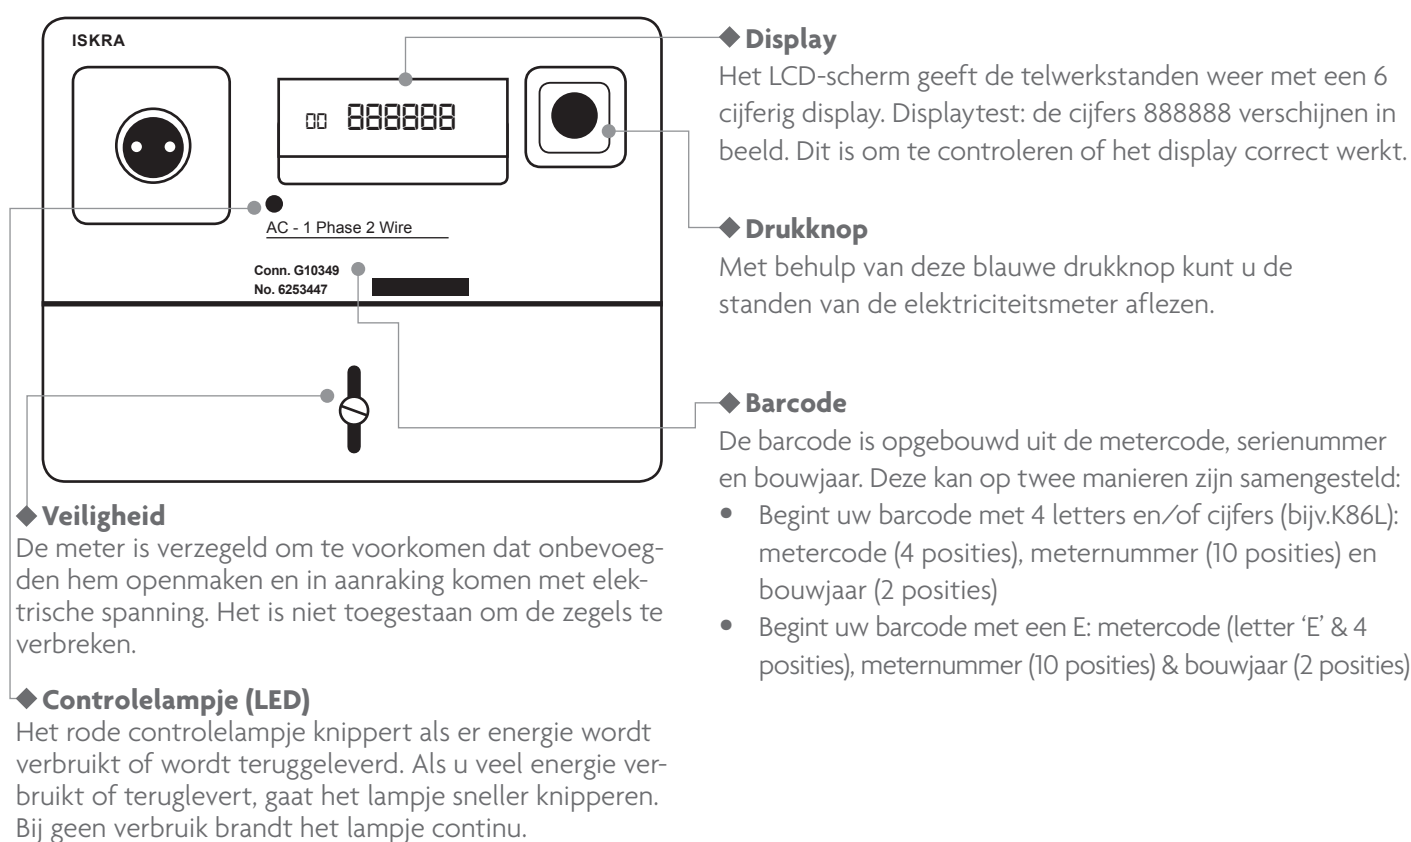 ISKRA
00 888888
AC - 1 Phase 2 Wire
Conn. G10349
No. 6253447
Display
Het LCD-scherm geeft de telwerkstanden weer met een 6
cijferig display. Displaytest: de cijfers 888888 verschijnen in
beeld. Dit is om te controleren of het display correct werkt.
Drukknop
Met behulp van deze blauwe drukknop kunt u de
standen van de elektriciteitsmeter aflezen.
Barcode
De barcode is opgebouwd uit de metercode, serienummer
en bouwjaar. Deze kan op twee manieren zijn samengesteld:
• Begint uw barcode met 4 letters en/of cijfers (bijv.K86L):
metercode (4 posities), meternummer (10 posities) en
bouwjaar (2 posities)
• Begint uw barcode met een E: metercode (letter ‘E’ & 4
posities), meternummer (10 posities) & bouwjaar (2 posities)
Veiligheid
De meter is verzegeld om te voorkomen dat onbevoeg-
den hem openmaken en in aanraking komen met elek-
trische spanning. Het is niet toegestaan om de zegels te
verbreken.
Controlelampje (LED)
Het rode controlelampje knippert als er energie wordt
verbruikt of wordt teruggeleverd. Als u veel energie ver-
bruikt of teruglevert, gaat het lampje sneller knipperen.
Bij geen verbruik brandt het lampje continu.